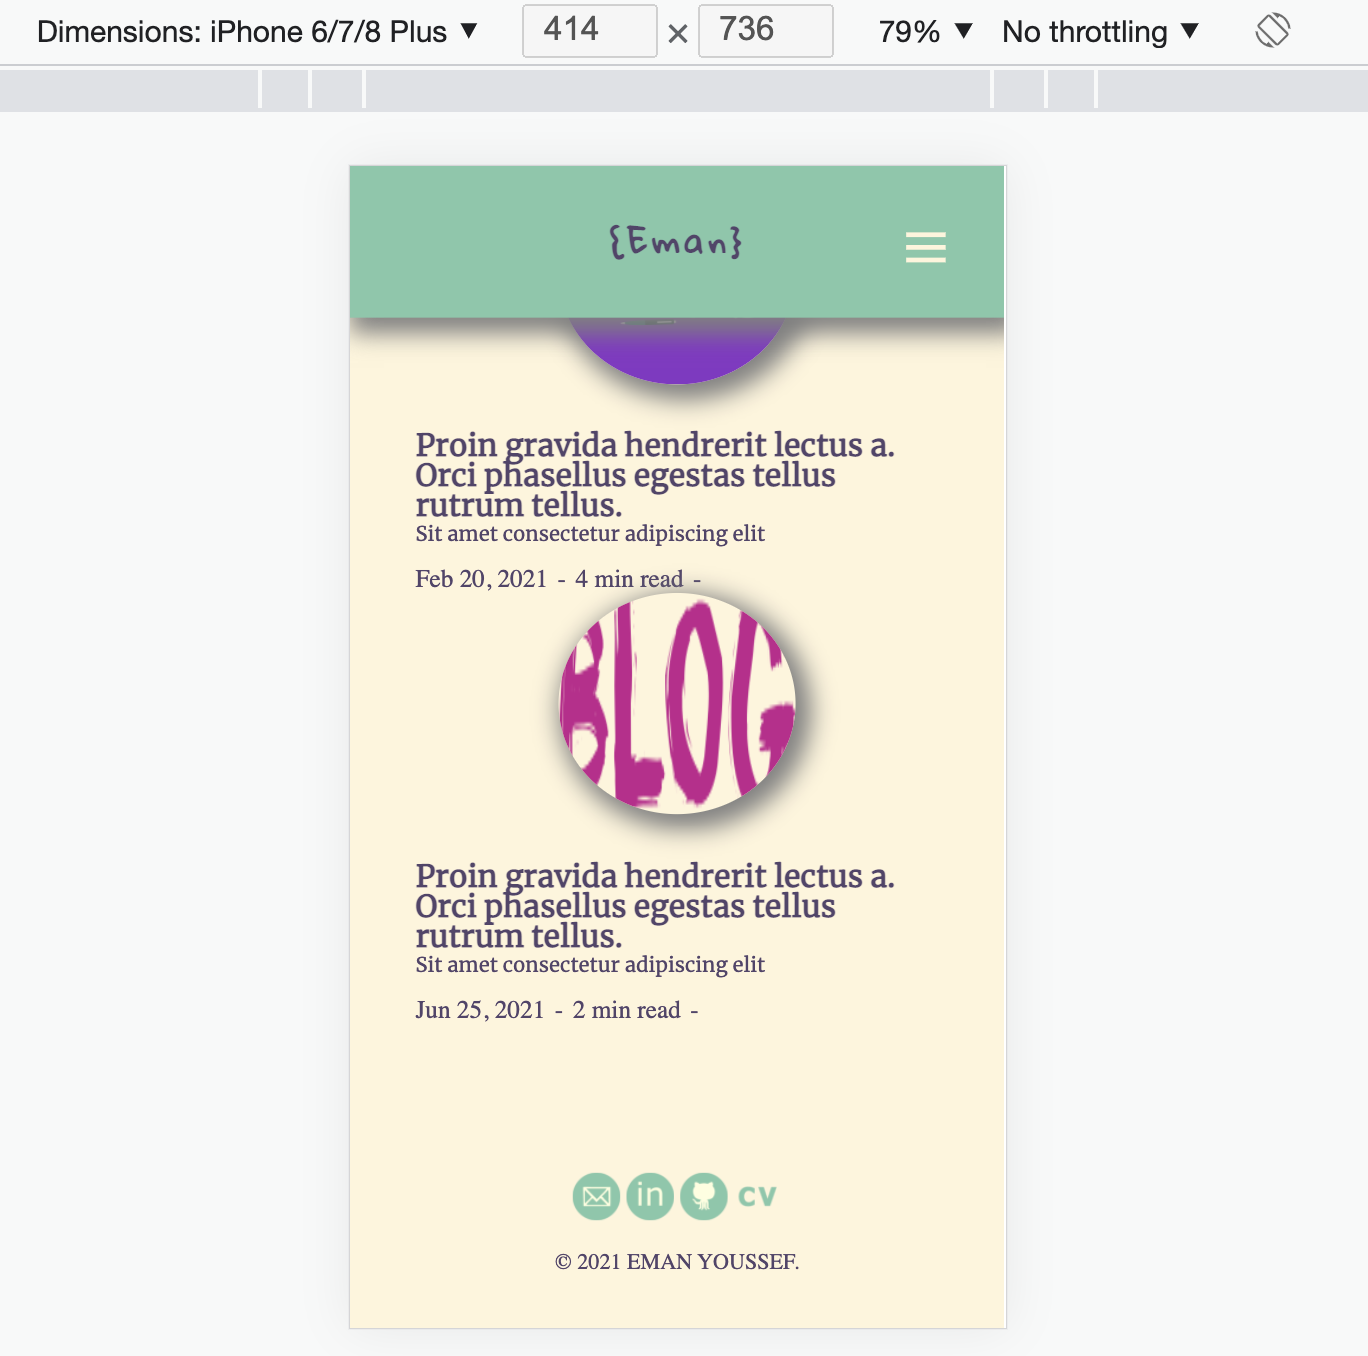 Dimensions: iPhone 6/7/8 Plus ▼ 414 × 736 79% ▼ No throttling ▼
{Eman}
Proin gravida hendrerit lectus a.
Orci phasellus egestas tellus
rutrum tellus.
Sit amet consectetur adipiscing elit
Feb 20, 2021 - 4 min read -
BLOG
Proin gravida hendrerit lectus a.
Orci phasellus egestas tellus
rutrum tellus.
Sit amet consectetur adipiscing elit
Jun 25, 2021 - 2 min read -
in cv
© 2021 EMAN YOUSSEF.